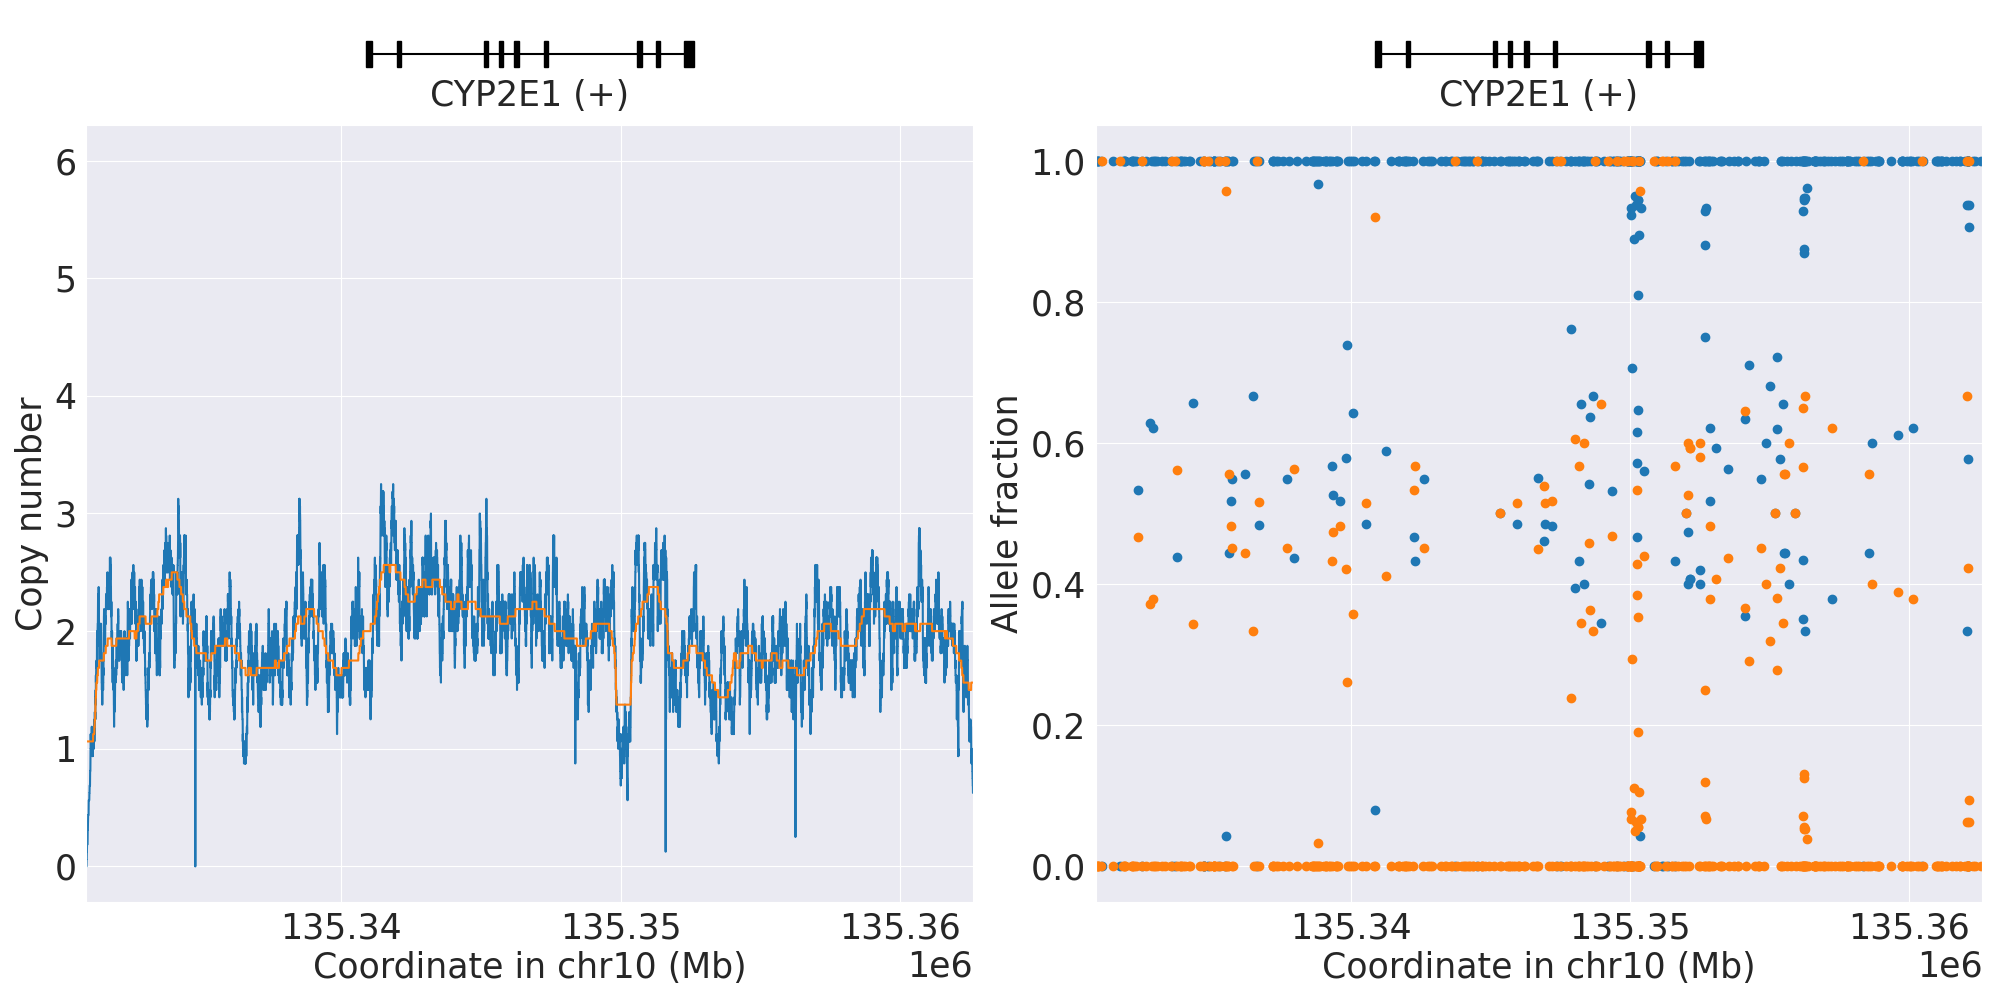 CYP2E1 (+)
6
5
4
3
2
1
0
Copy number
135.34 135.35 135.36
Coordinate in chr10 (Mb)
1e6
CYP2E1 (+)
1.0
0.8
0.6
0.4
0.2
0.0
Allele fraction
135.34 135.35 135.36
Coordinate in chr10 (Mb)
1e6